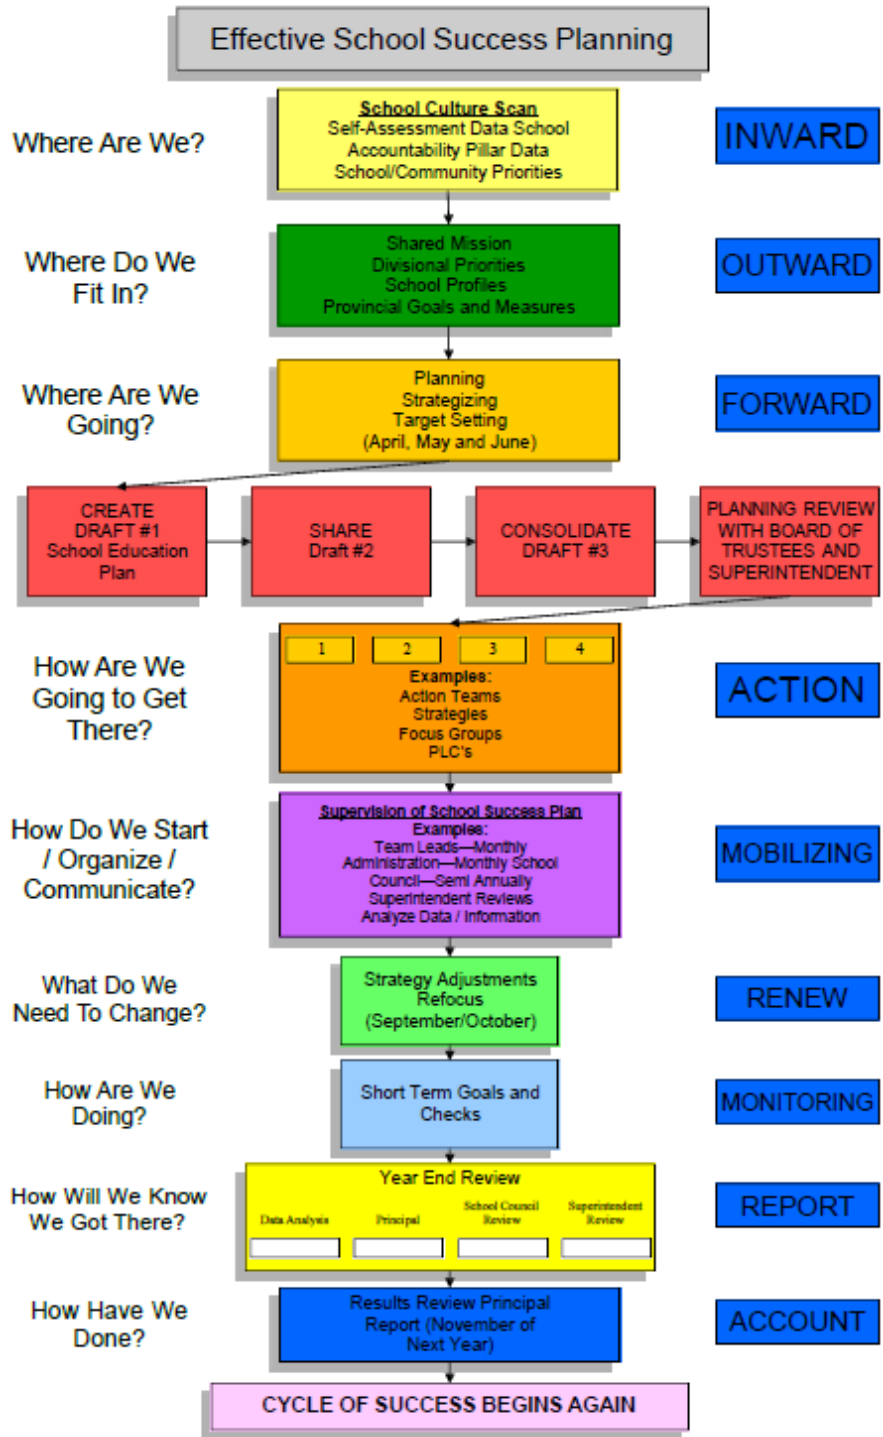 Effective School Success Planning
Where Are We?
School Culture Scan
Self-Assessment Data School
Accountability Pillar Data
School/Community Priorities
INWARD
Where Do We
Fit In?
Shared Mission
Divisional Priorities
School Profiles
Provincial Goals and Measures
OUTWARD
Where Are We
Going?
Planning
Strategizing
Target Setting
(April, May and June)
FORWARD
CREATE
DRAFT #1
School Education
Plan
SHARE
Draft #2
CONSOLIDATE
DRAFT #3
PLANNING REVIEW
WITH BOARD OF
TRUSTEES AND
SUPERINTENDENT
How Are We
Going to Get
There?
1 2 3 4
Examples:
Action Teams
Strategies
Focus Groups
PLC's
ACTION
How Do We Start
/ Organize /
Communicate?
Supervision of School Success Plan
Examples:
Team Leads—Monthly
Administration—Monthly School
Council—Semi Annually
Superintendent Reviews
Analyze Data / Information
MOBILIZING
What Do We
Need To Change?
Strategy Adjustments
Refocus
(September/October)
RENEW
How Are We
Doing?
Short Term Goals and
Checks
MONITORING
How Will We Know
We Got There?
Year End Review
Data Analysis
Principal
School Council
Review
Superintendent
Review
REPORT
How Have We
Done?
Results Review Principal
Report (November of
Next Year)
ACCOUNT
CYCLE OF SUCCESS BEGINS AGAIN